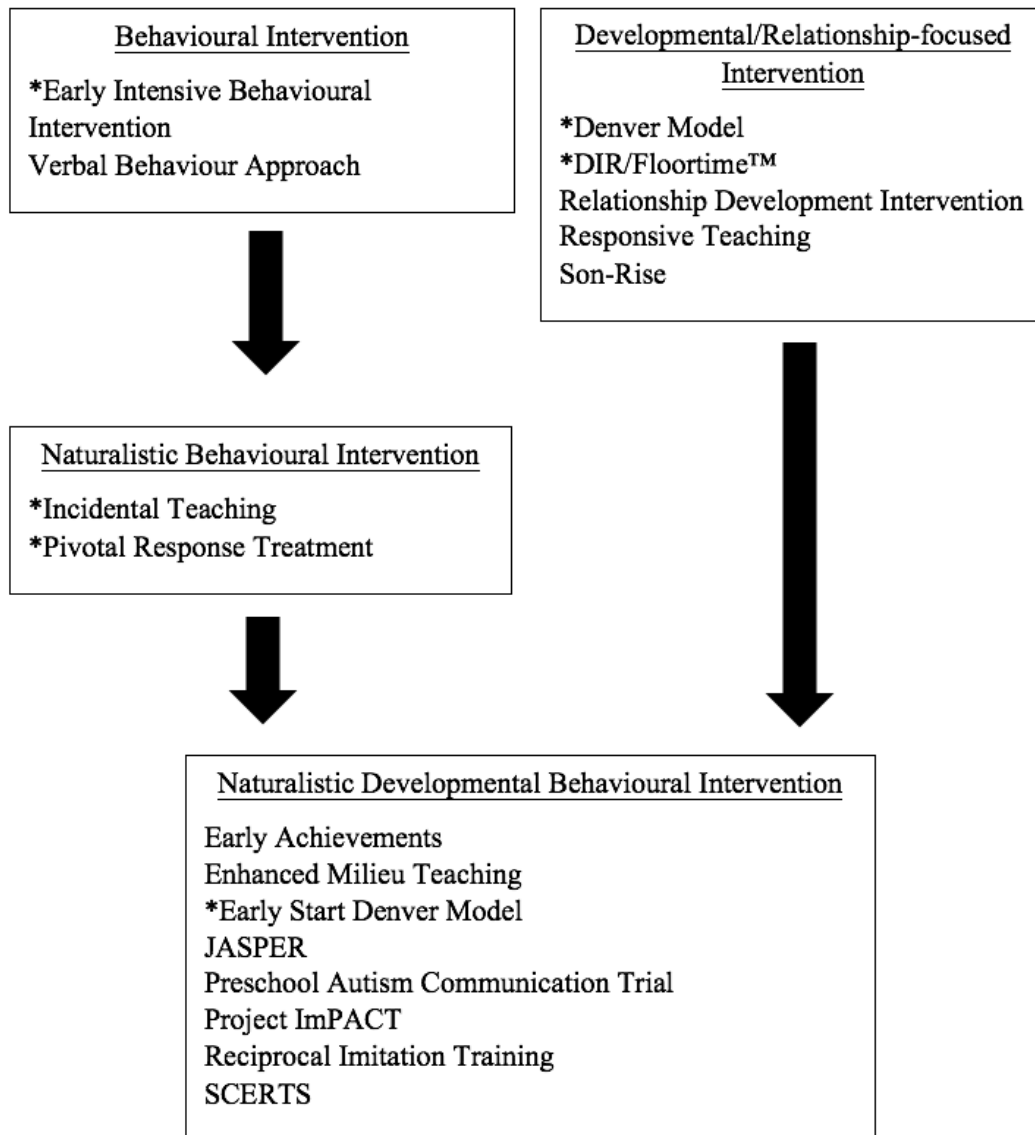 Behavioural Intervention
*Early Intensive Behavioural
Intervention
Verbal Behaviour Approach
Developmental/Relationship-focused
Intervention
*Denver Model
*DIR/Floortime™
Relationship Development Intervention
Responsive Teaching
Son-Rise
Naturalistic Behavioural Intervention
*Incidental Teaching
*Pivotal Response Treatment
Naturalistic Developmental Behavioural Intervention
Early Achievements
Enhanced Milieu Teaching
*Early Start Denver Model
JASPER
Preschool Autism Communication Trial
Project ImPACT
Reciprocal Imitation Training
SCERTS